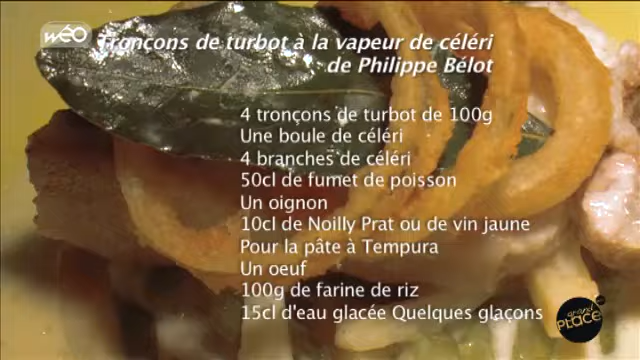 wéo
Tronçons de turbot à la vapeur de céléri
de Philippe Bélot
4 tronçons de turbot de 100g
Une boule de céléri
4 branches de céléri
50cl de fumet de poisson
Un oignon
10cl de Noilly Prat ou de vin jaune
Pour la pâte à Tempura
Un oeuf
100g de farine de riz
15cl d'eau glacée Quelques glaçons
grand
PLACE